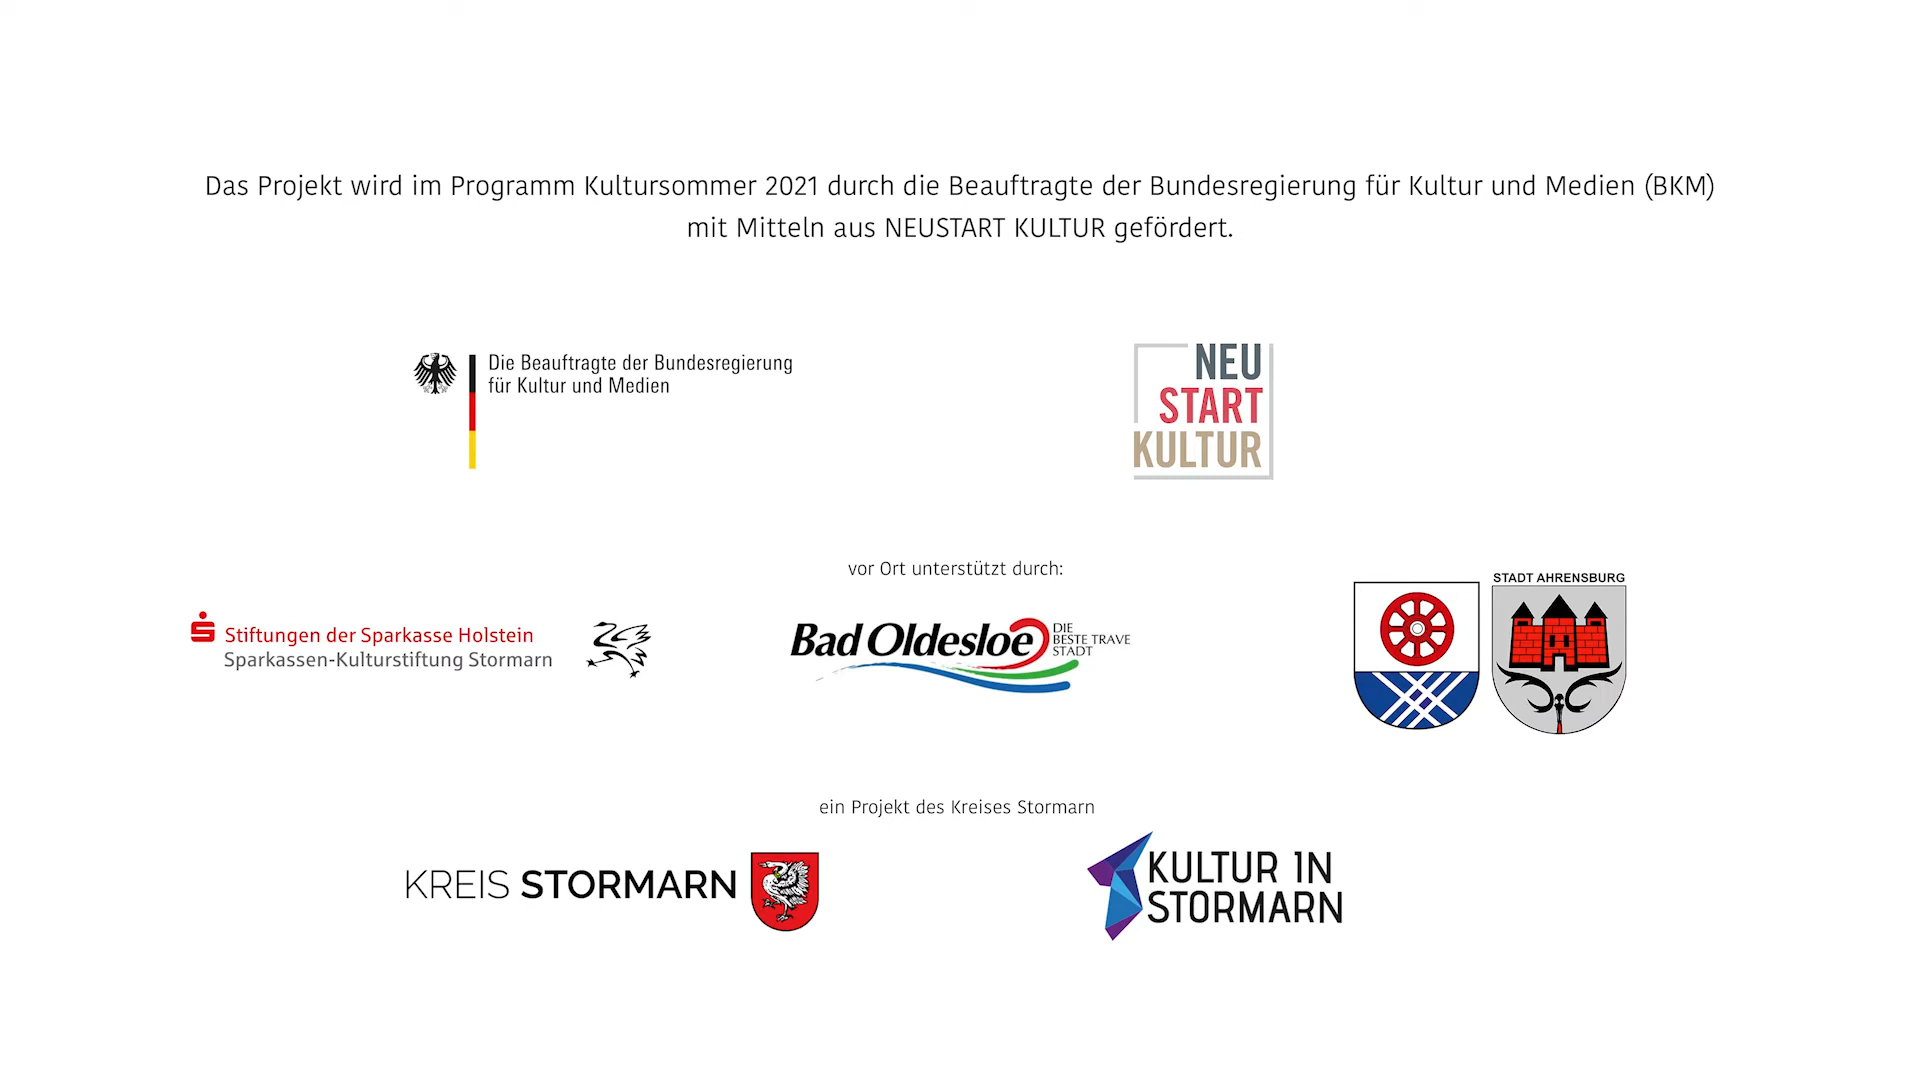 Das Projekt wird im Programm Kultursommer 2021 durch die Beauftragte der Bundesregierung für Kultur und Medien (BKM)
mit Mitteln aus NEUSTART KULTUR gefördert.
Die Beauftragte der Bundesregierung
für Kultur und Medien
NEU
START
KULTUR
vor Ort unterstützt durch:
Stiftungen der Sparkasse Holstein
Sparkassen-Kulturstiftung Stormarn
Bad Oldesloe
DIE
BESTE TRAVE
STADT
STADT AHRENSBURG
ein Projekt des Kreises Stormarn
KREIS STORMARN
KULTUR IN
STORMARN